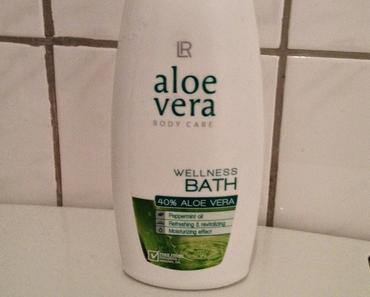 LR
aloe
vera
BODY CARE
WELLNESS
BATH
40% ALOE VERA
Peppermint oil
Refreshing & revitalizing
Moisturizing effect